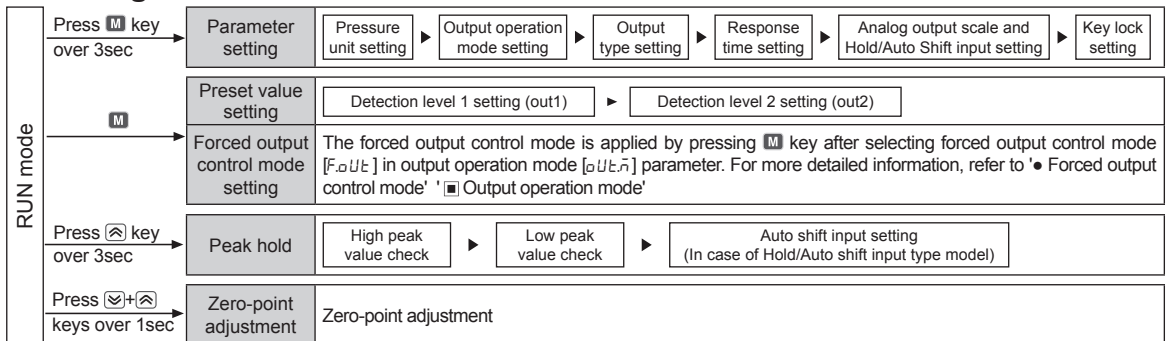 RUN mode
Press M key
over 3sec
Parameter
setting
Pressure
unit setting
Output operation
mode setting
Output
type setting
Response
time setting
Analog output scale and
Hold/Auto Shift input setting
Key lock
setting
M
Preset value
setting
Detection level 1 setting (out1)
Detection level 2 setting (out2)
Forced output
control mode
setting
The forced output control mode is applied by pressing M key after selecting forced output control mode
[F.oUt] in output operation mode [oUt.m] parameter. For more detailed information, refer to '● Forced output
control mode' '▣ Output operation mode'
Press key
over 3sec
Peak hold
High peak
value check
Low peak
value check
Auto shift input setting
(In case of Hold/Auto shift input type model)
Press +
keys over 1sec
Zero-point
adjustment
Zero-point adjustment